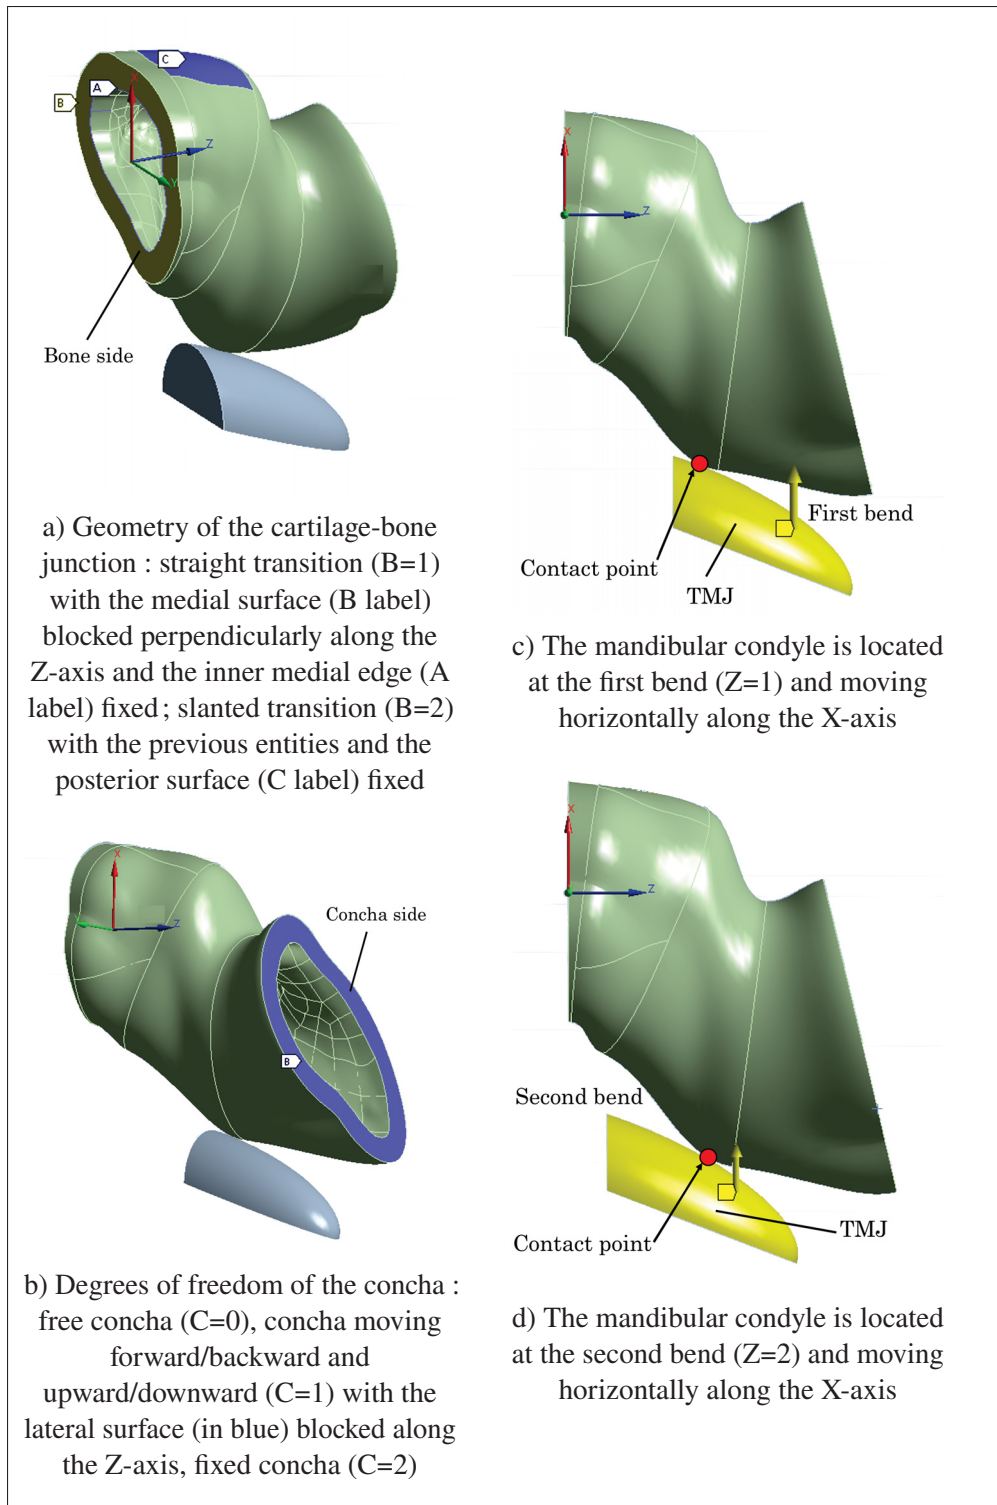 C
X
A
B
Z
Y
Bone side
a) Geometry of the cartilage-bone
junction : straight transition (B=1)
with the medial surface (B label)
blocked perpendicularly along the
Z-axis and the inner medial edge (A
label) fixed ; slanted transition (B=2)
with the previous entities and the
posterior surface (C label) fixed
X
Y
Z
Concha side
B
b) Degrees of freedom of the concha :
free concha (C=0), concha moving
forward/backward and
upward/downward (C=1) with the
lateral surface (in blue) blocked along
the Z-axis, fixed concha (C=2)
X
Z
First bend
Contact point
TMJ
c) The mandibular condyle is located
at the first bend (Z=1) and moving
horizontally along the X-axis
X
Z
Second bend
TMJ
Contact point
d) The mandibular condyle is located
at the second bend (Z=2) and moving
horizontally along the X-axis